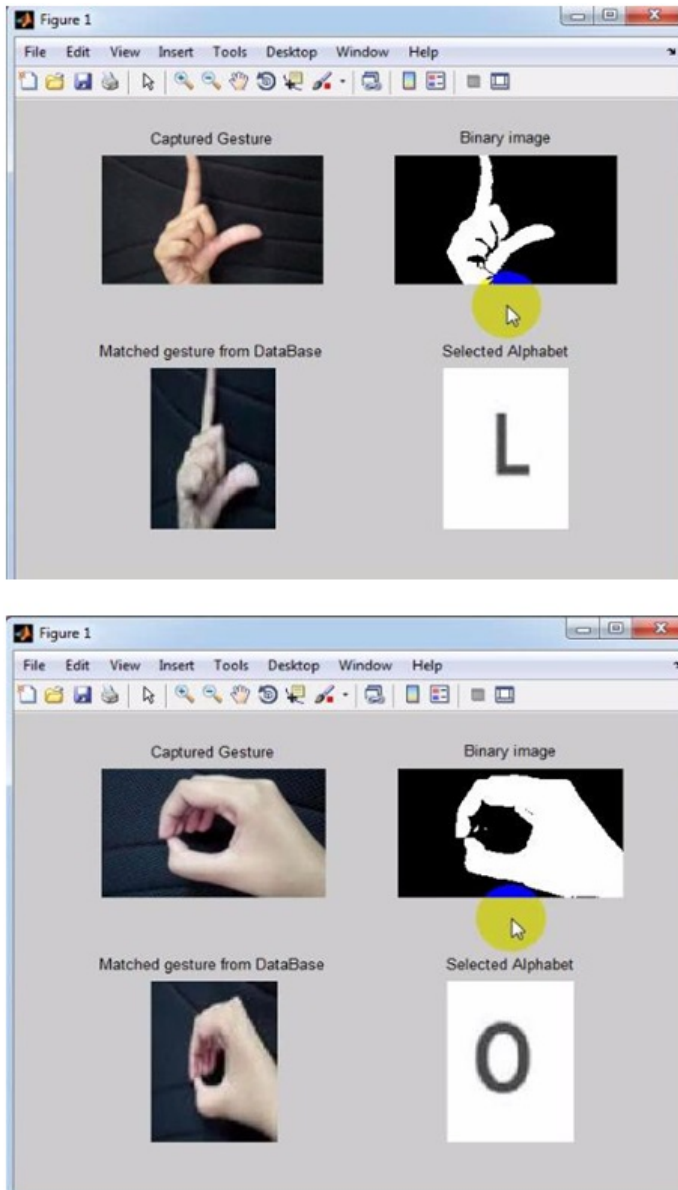 Figure 1
File Edit View Insert Tools Desktop Window Help
Captured Gesture Binary image
Matched gesture from DataBase Selected Alphabet
L
Figure 1
File Edit View Insert Tools Desktop Window Help
Captured Gesture Binary image
Matched gesture from DataBase Selected Alphabet
O